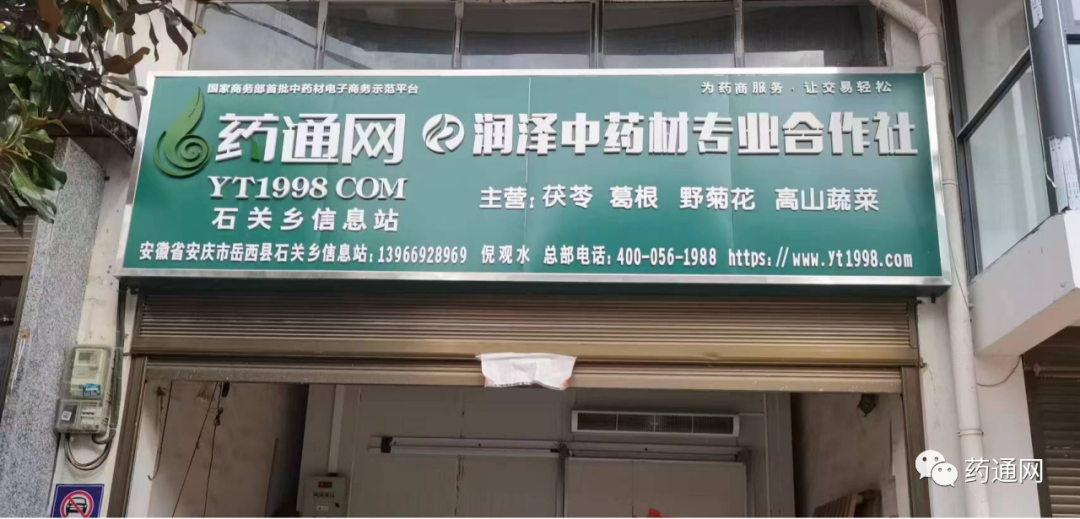 国家商务部首批中药材电子商务示范平台
为药商服务·让交易轻松
药通网
润泽中药材专业合作社
YT1998 COM
主营:茯苓 葛根 野菊花 高山蔬菜
石关乡信息站
安徽省安庆市岳西县石关乡信息站:13966928969 倪观水 总部电话:400-056-1988 https://www.Yt1998.com
药通网